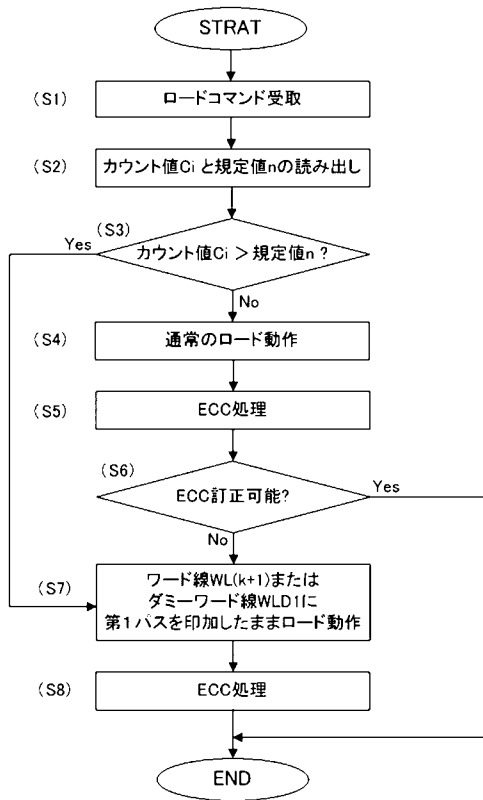 STRAT
(S1)
ロードコマンド受取
(S2)
カウント値Ci と規定値nの読み出し
(S3)
Yes
カウント値Ci > 規定値n ?
No
(S4)
通常のロード動作
(S5)
ECC処理
(S6)
ECC訂正可能?
Yes
No
(S7)
ワード線WL(k+1)または
ダミーワード線WLD1に
第1パスを印加したままロード動作
(S8)
ECC処理
END